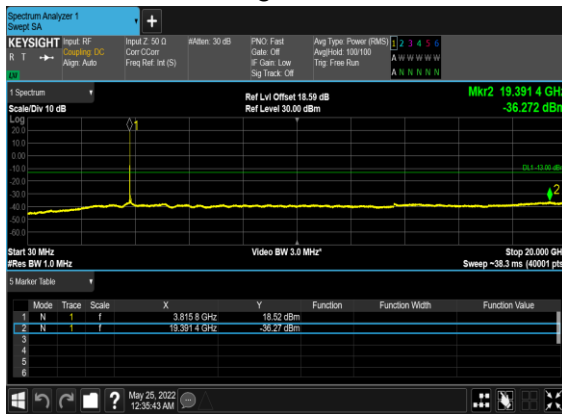 Spectrum Analyzer 1
Swept SA
KEYSIGHT Input: RF Input Z: 50 Ω #Atten: 30 dB PNO: Fast Avg Type: Power (RMS) 1 2 3 4 5 6
R T Coupling: DC Corr CCorr Gate: Off Avg|Hold: 100/100 A W W W W W
Align: Auto Freq Ref: Int (S) IF Gain: Low Trig: Free Run A N N N N N
Sig Track: Off
1 Spectrum Ref Lvl Offset 18.59 dB Mkr2 19.391 4 GHz
Scale/Div 10 dB Ref Level 30.00 dBm -36.272 dBm
Log
20.0 1
10.0
0.00
-10.0 DL1 -13.00 dBm
-20.0 2
-30.0
-40.0
-50.0
-60.0
Start 30 MHz Video BW 3.0 MHz* Stop 20.000 GHz
#Res BW 1.0 MHz Sweep ~38.3 ms (40001 pts)
5 Marker Table
Mode Trace Scale X Y Function Function Width Function Value
1 N 1 f 3.815 8 GHz 18.52 dBm
2 N 1 f 19.391 4 GHz -36.27 dBm
3
4
5
6
? May 25, 2022
12:35:43 AM